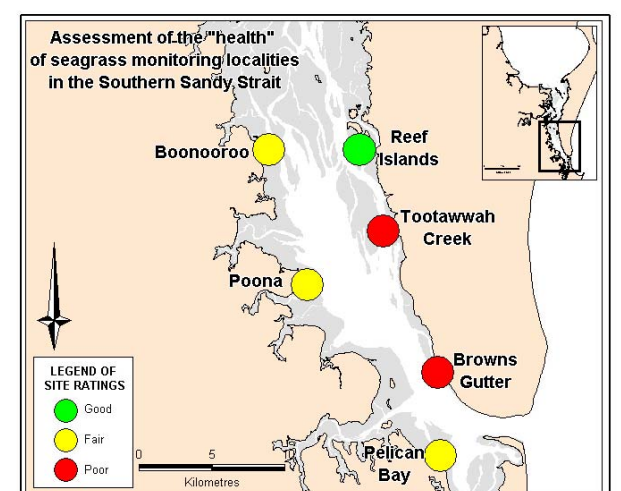 Assessment of the "health"
of seagrass monitoring localities
in the Southern Sandy Strait
Boonooroo
Reef
Islands
Tootawwah
Creek
Poona
Browns
Gutter
Pelican
Bay
LEGEND OF
SITE RATINGS
Good
Fair
Poor
0 5
Kilometres